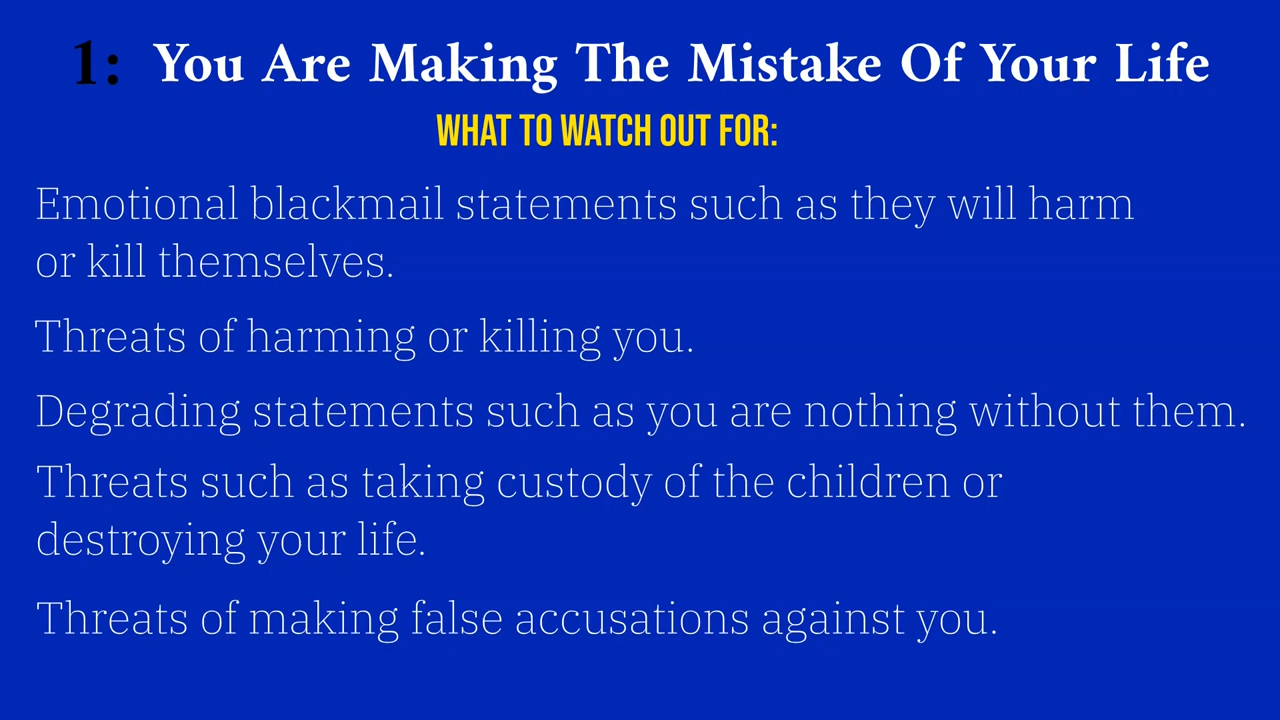 1: You Are Making The Mistake Of Your Life
WHAT TO WATCH OUT FOR:
Emotional blackmail statements such as they will harm
or kill themselves.
Threats of harming or killing you.
Degrading statements such as you are nothing without them.
Threats such as taking custody of the children or
destroying your life.
Threats of making false accusations against you.